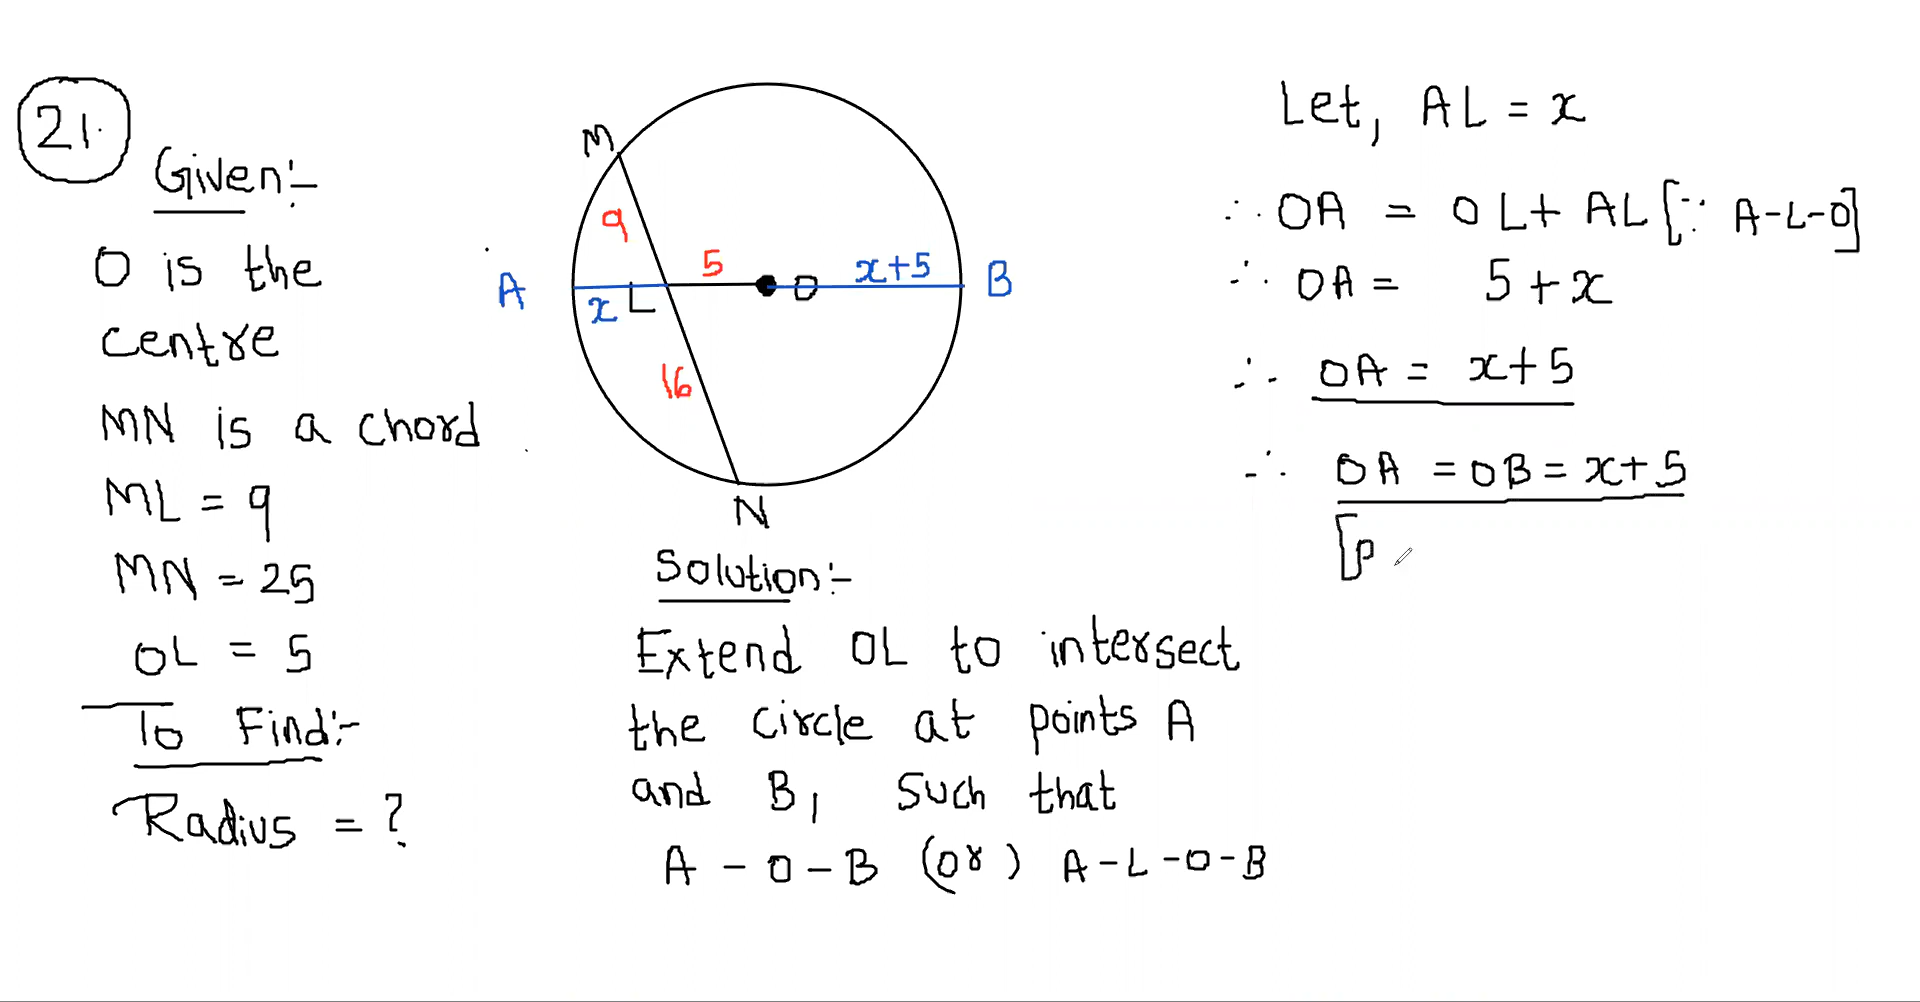 21.
Given:-
O is the
centre
MN is a chord
ML = 9
MN = 25
OL = 5
To Find:-
Radius = ?
M
9
5
x+5
A
x
L
O
B
16
N
Solution:-
Extend OL to intersect
the circle at points A
and B, such that
A - O - B (or) A - L - O - B
Let, AL = x
∴ OA = OL + AL [∵ A-L-O]
∴ OA = 5 + x
∴ OA = x+5
∴ OA = OB = x+5
[P